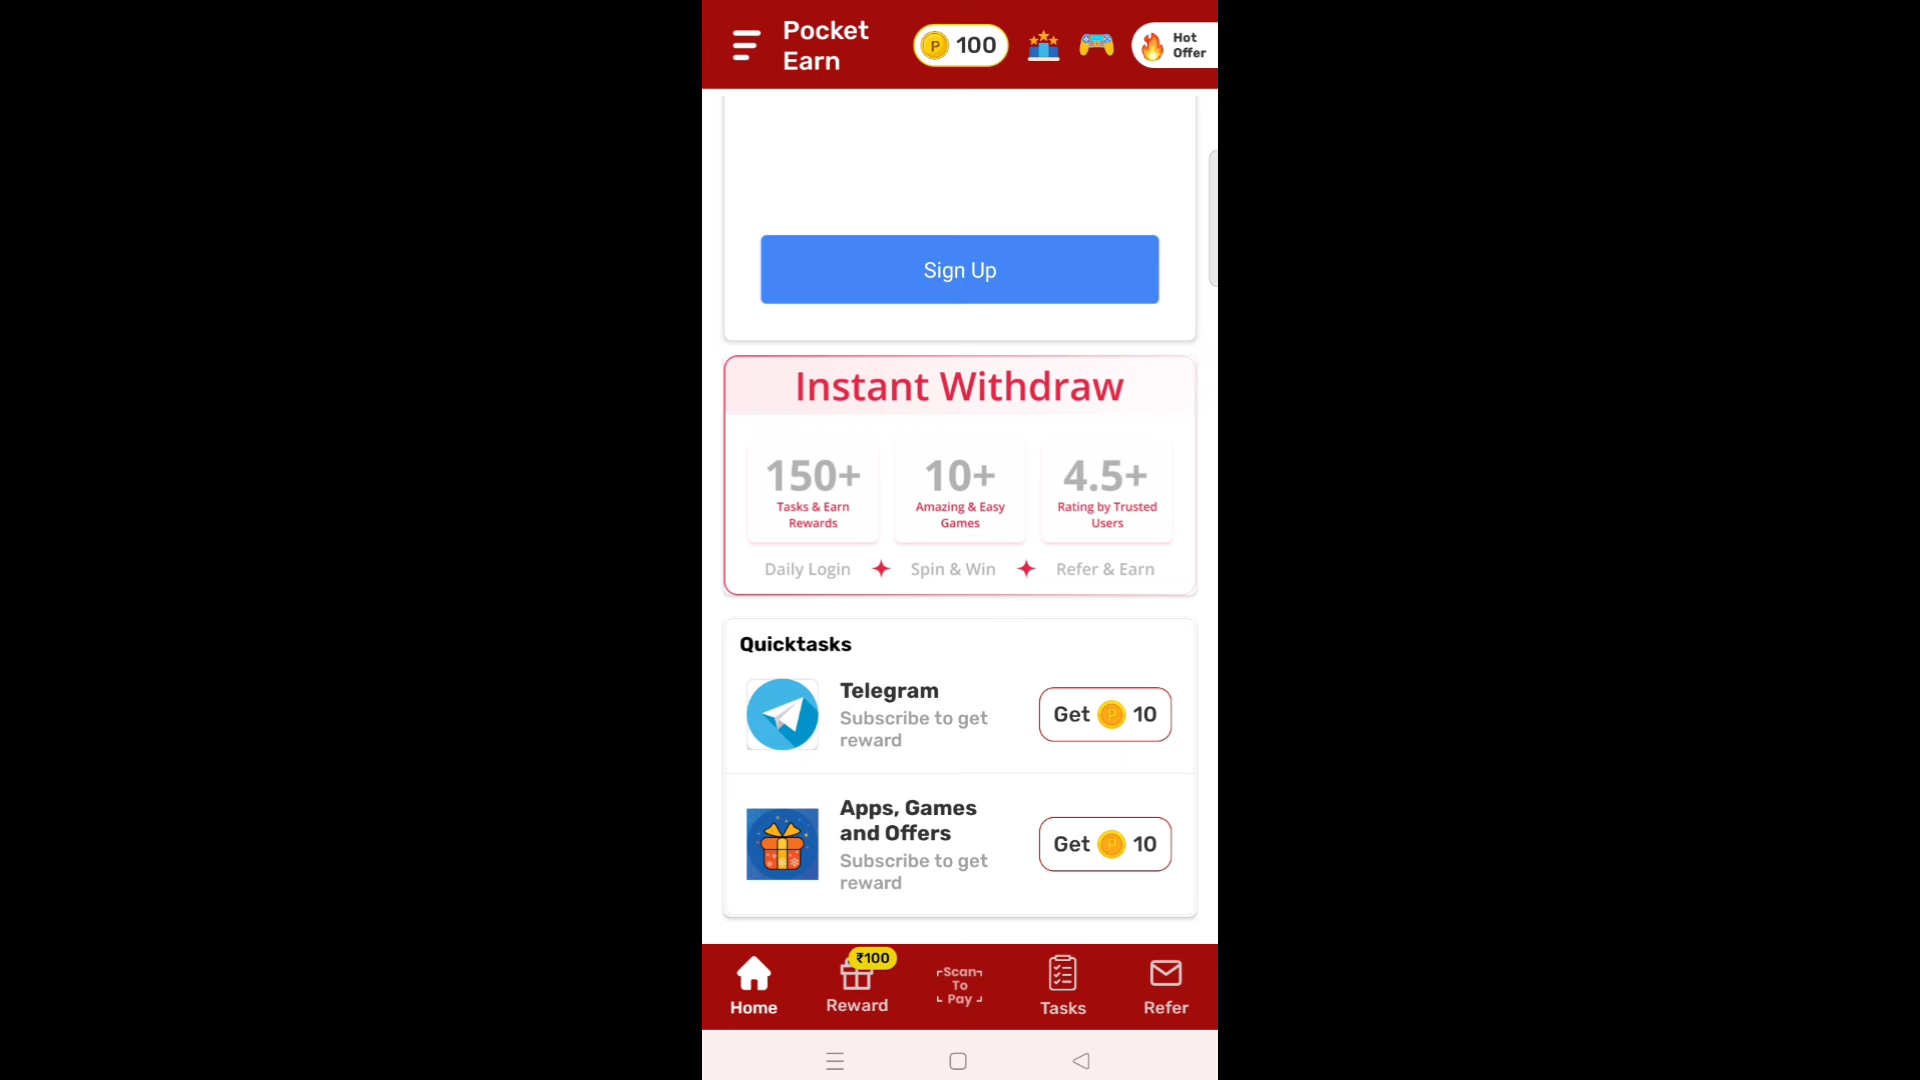 Pocket
Earn
P 100
Hot
Offer
Sign Up
Instant Withdraw
150+
Tasks & Earn
Rewards
10+
Amazing & Easy
Games
4.5+
Rating by Trusted
Users
Daily Login Spin & Win Refer & Earn
Quicktasks
Telegram
Subscribe to get
reward
Get P 10
Apps, Games
and Offers
Subscribe to get
reward
Get P 10
Home
₹100
Reward
Scan
To
Pay
Tasks
Refer